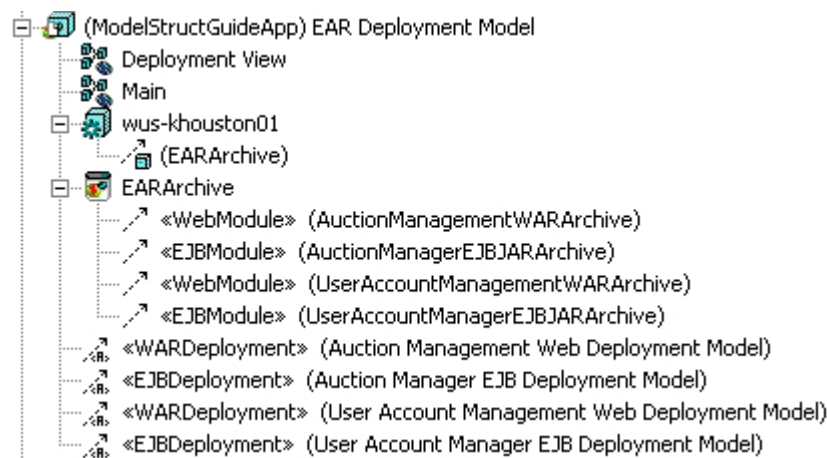 (ModelStructGuideApp) EAR Deployment Model
Deployment View
Main
wus-khouston01
(EARArchive)
EARArchive
«WebModule» (AuctionManagementWARArchive)
«EJBModule» (AuctionManagerEJBJARArchive)
«WebModule» (UserAccountManagementWARArchive)
«EJBModule» (UserAccountManagerEJBJARArchive)
«WARDeployment» (Auction Management Web Deployment Model)
«EJBDeployment» (Auction Manager EJB Deployment Model)
«WARDeployment» (User Account Management Web Deployment Model)
«EJBDeployment» (User Account Manager EJB Deployment Model)